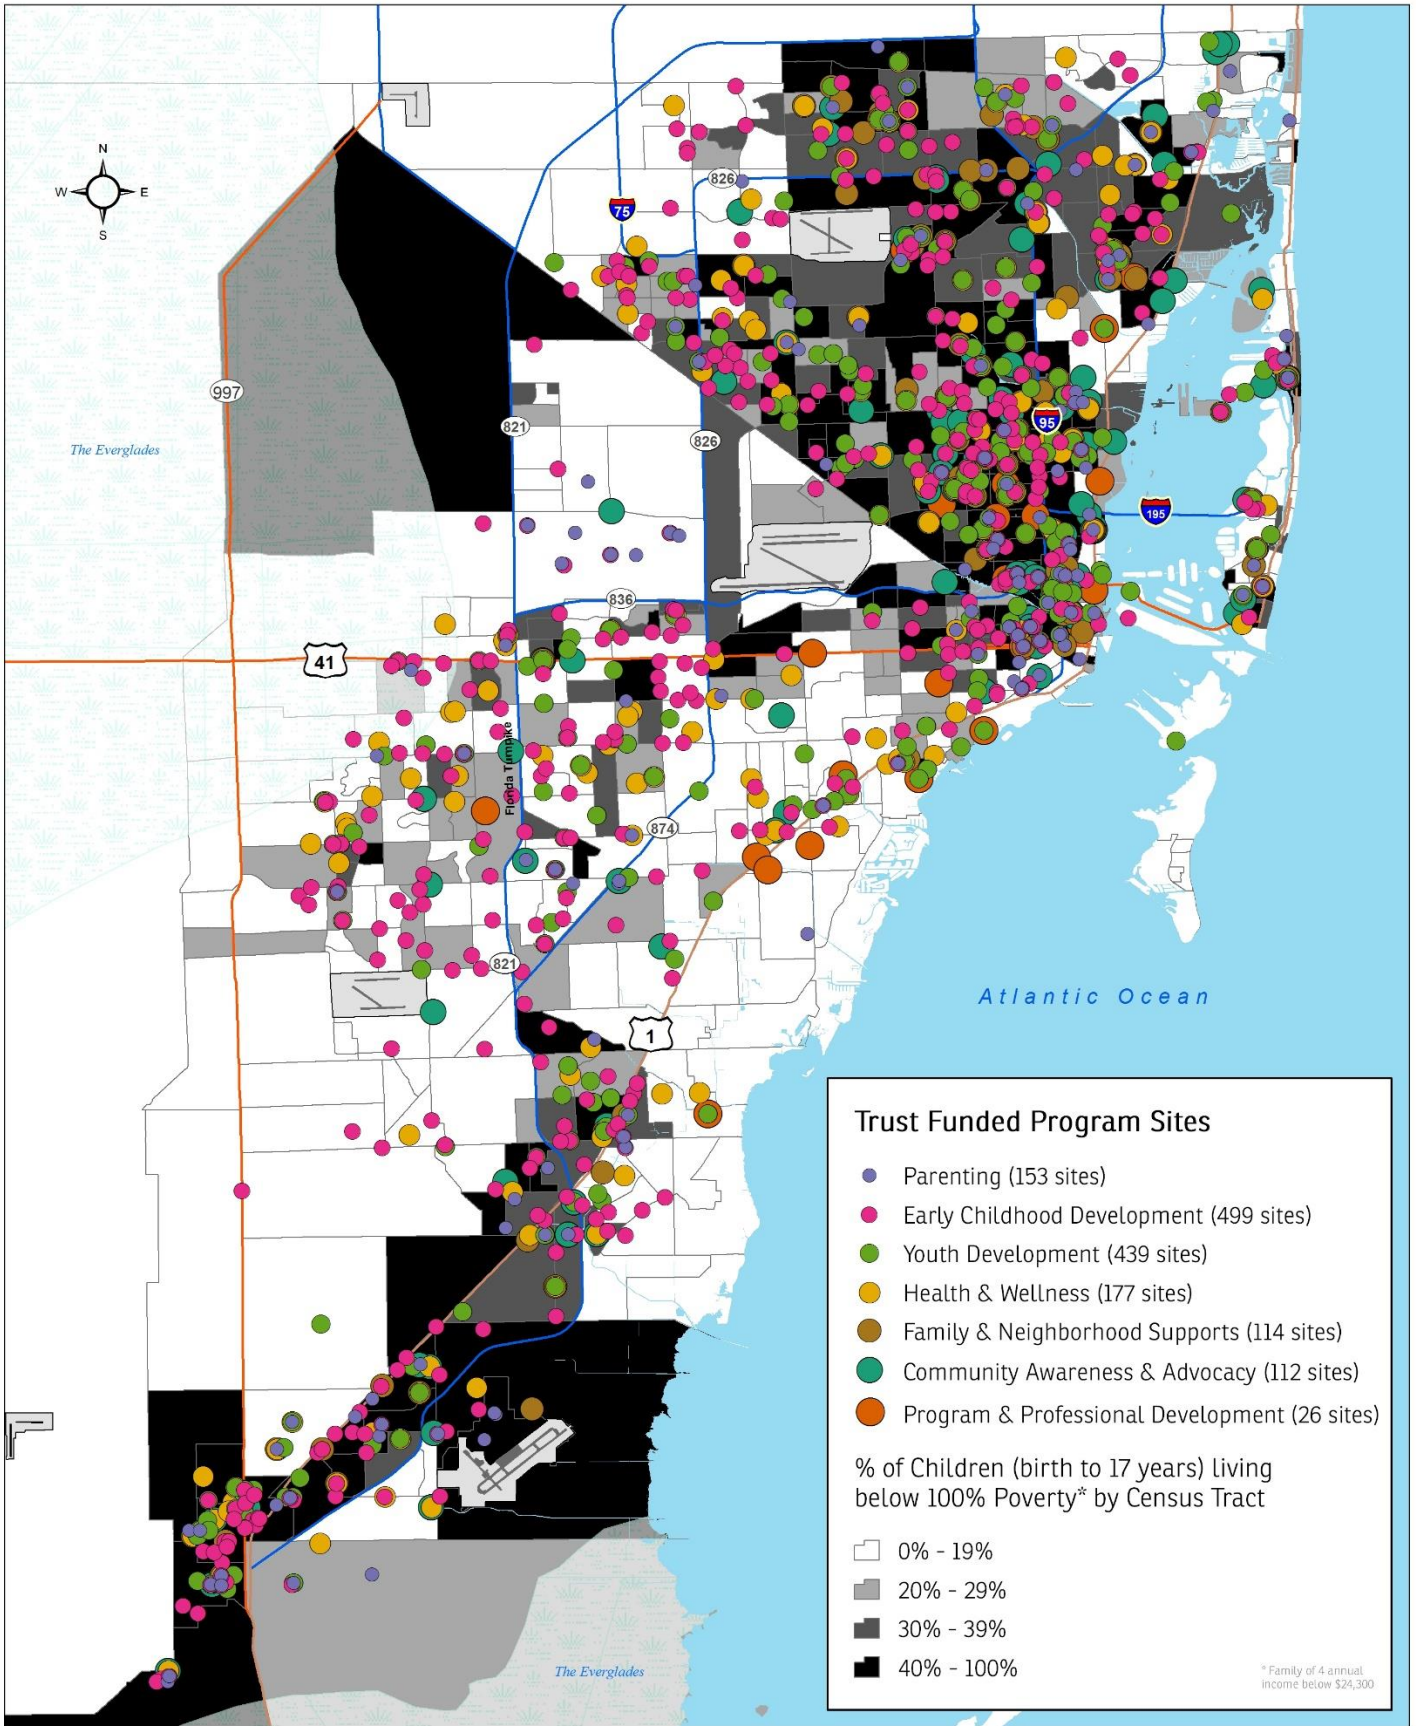 N
W E
S
75
826
997
The Everglades
821
826
95
195
836
41
Florida Turnpike
874
821
1
Atlantic Ocean
Trust Funded Program Sites
Parenting (153 sites)
Early Childhood Development (499 sites)
Youth Development (439 sites)
Health & Wellness (177 sites)
Family & Neighborhood Supports (114 sites)
Community Awareness & Advocacy (112 sites)
Program & Professional Development (26 sites)
% of Children (birth to 17 years) living
below 100% Poverty* by Census Tract
0% - 19%
20% - 29%
30% - 39%
40% - 100%
* Family of 4 annual
income below $24,300
The Everglades